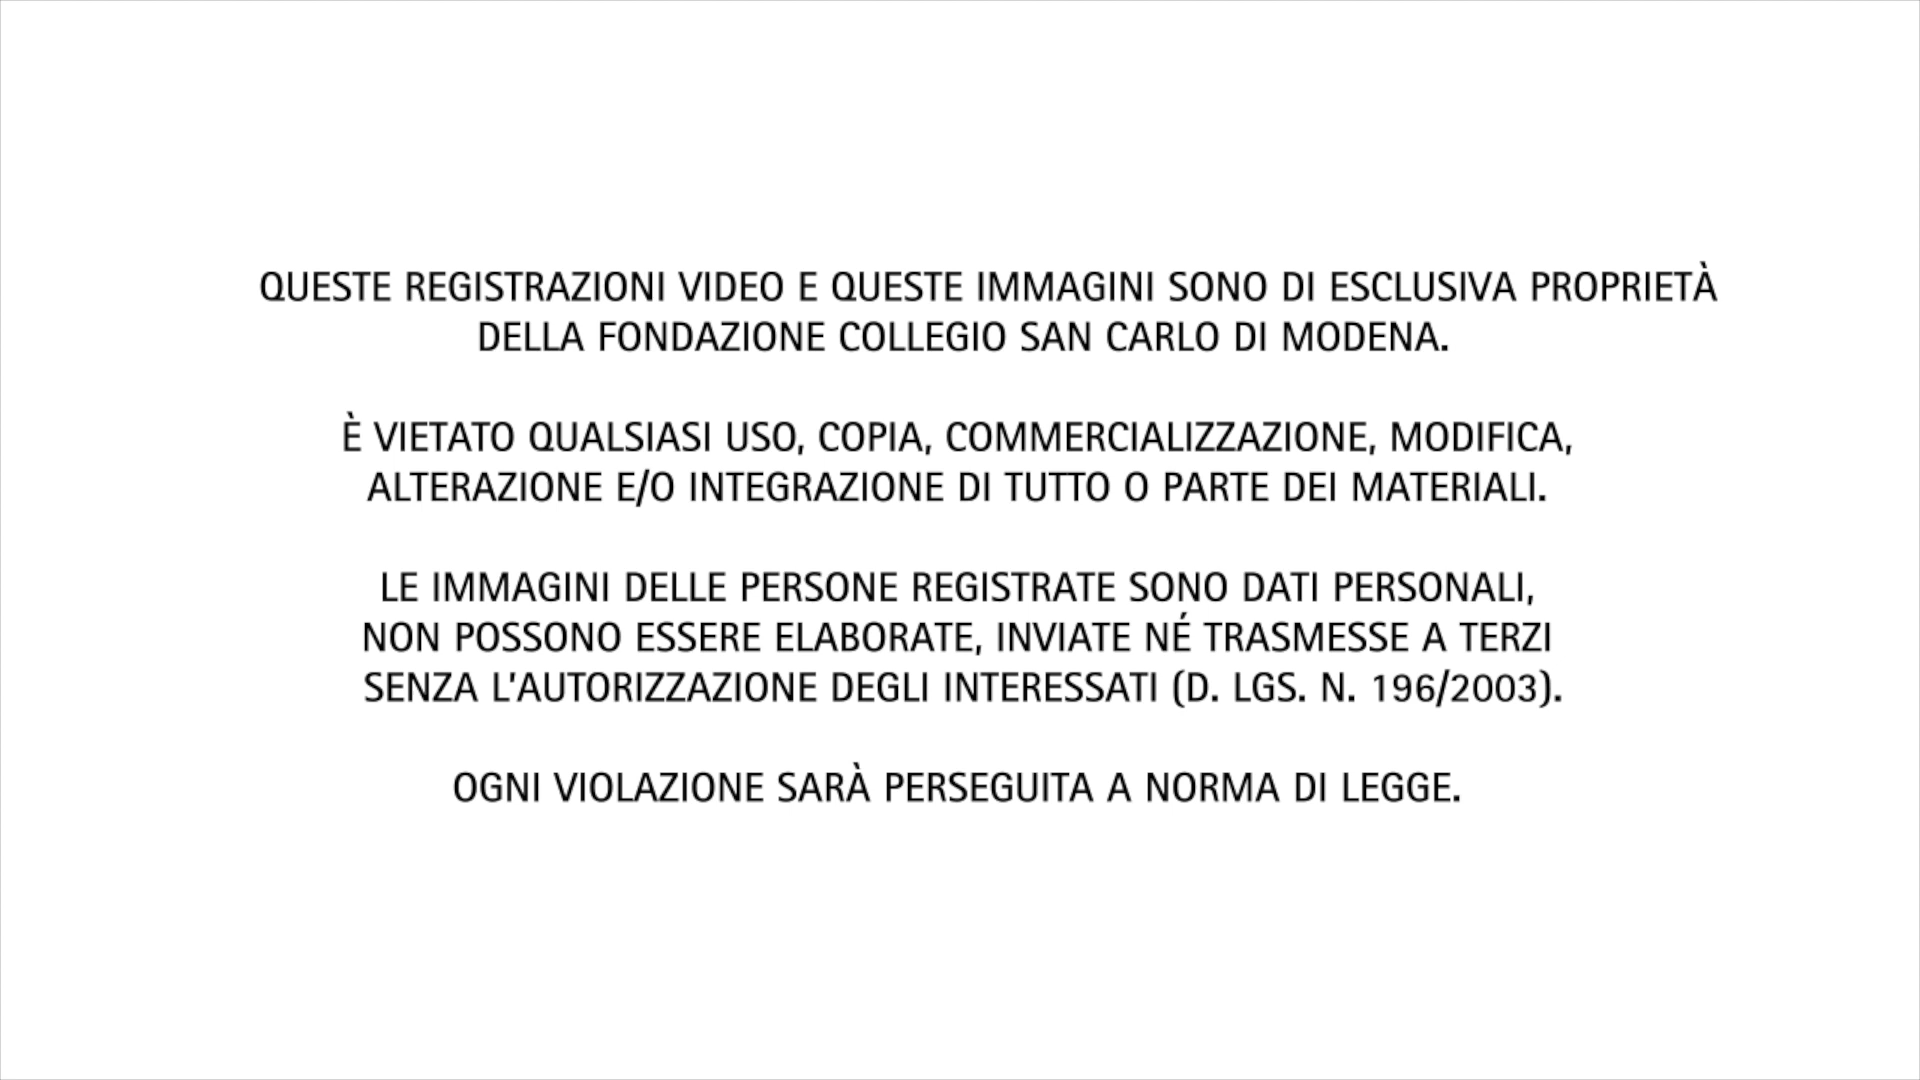 QUESTE REGISTRAZIONI VIDEO E QUESTE IMMAGINI SONO DI ESCLUSIVA PROPRIETÀ
DELLA FONDAZIONE COLLEGIO SAN CARLO DI MODENA.
È VIETATO QUALSIASI USO, COPIA, COMMERCIALIZZAZIONE, MODIFICA,
ALTERAZIONE E/O INTEGRAZIONE DI TUTTO O PARTE DEI MATERIALI.
LE IMMAGINI DELLE PERSONE REGISTRATE SONO DATI PERSONALI,
NON POSSONO ESSERE ELABORATE, INVIATE NÉ TRASMESSE A TERZI
SENZA L'AUTORIZZAZIONE DEGLI INTERESSATI (D. LGS. N. 196/2003).
OGNI VIOLAZIONE SARÀ PERSEGUITA A NORMA DI LEGGE.